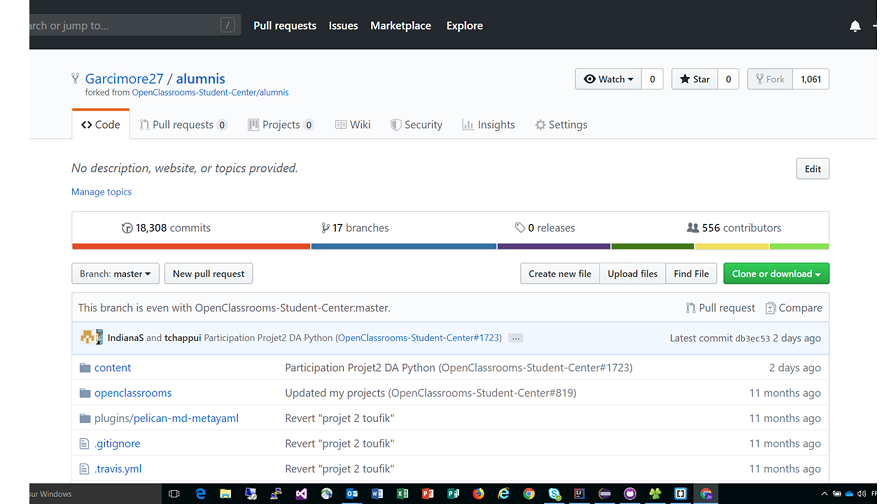 arch or jump to... /
Pull requests Issues Marketplace Explore
Garcimore27 / alumnis
forked from OpenClassrooms-Student-Center/alumnis
Watch 0 Star 0 Fork 1,061
Code Pull requests 0 Projects 0 Wiki Security Insights Settings
No description, website, or topics provided.
Edit
Manage topics
18,308 commits 17 branches 0 releases 556 contributors
Branch: master New pull request Create new file Upload files Find File Clone or download
This branch is even with OpenClassrooms-Student-Center:master. Pull request Compare
IndianaS and tchappui Participation Projet2 DA Python (OpenClassrooms-Student-Center#1723) ... Latest commit db3ec53 2 days ago
content Participation Projet2 DA Python (OpenClassrooms-Student-Center#1723) 2 days ago
openclassrooms Updated my projects (OpenClassrooms-Student-Center#819) 11 months ago
plugins/pelican-md-metayaml Revert "projet 2 toufik" 11 months ago
.gitignore Revert "projet 2 toufik" 11 months ago
.travis.yml Revert "projet 2 toufik" 11 months ago
sur Windows